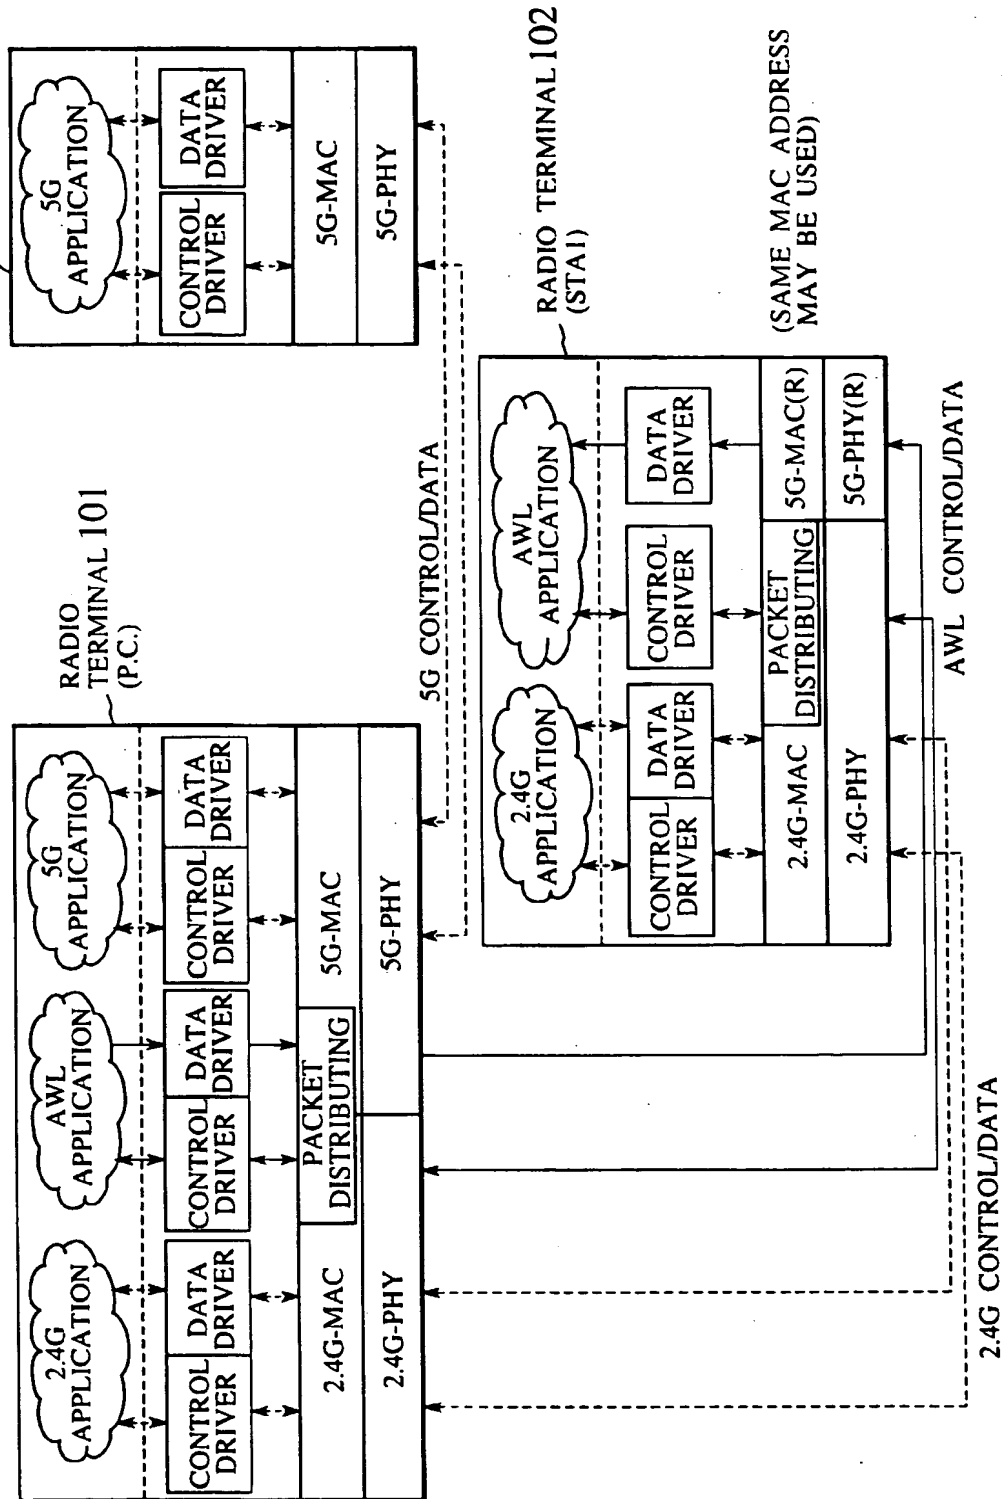 RADIO
TERMINAL 101
(P.C.)
2.4G
APPLICATION
AWL
APPLICATION
5G
APPLICATION
CONTROL
DRIVER
DATA
DRIVER
CONTROL
DRIVER
DATA
DRIVER
CONTROL
DRIVER
DATA
DRIVER
2.4G-MAC
PACKET
DISTRIBUTING
5G-MAC
2.4G-PHY
5G-PHY
5G
APPLICATION
CONTROL
DRIVER
DATA
DRIVER
5G-MAC
5G-PHY
5G CONTROL/DATA
RADIO TERMINAL 102
(STA1)
2.4G
APPLICATION
AWL
APPLICATION
CONTROL
DRIVER
DATA
DRIVER
CONTROL
DRIVER
DATA
DRIVER
2.4G-MAC
PACKET
DISTRIBUTING
5G-MAC(R)
2.4G-PHY
5G-PHY(R)
(SAME MAC ADDRESS
MAY BE USED)
AWL CONTROL/DATA
2.4G CONTROL/DATA